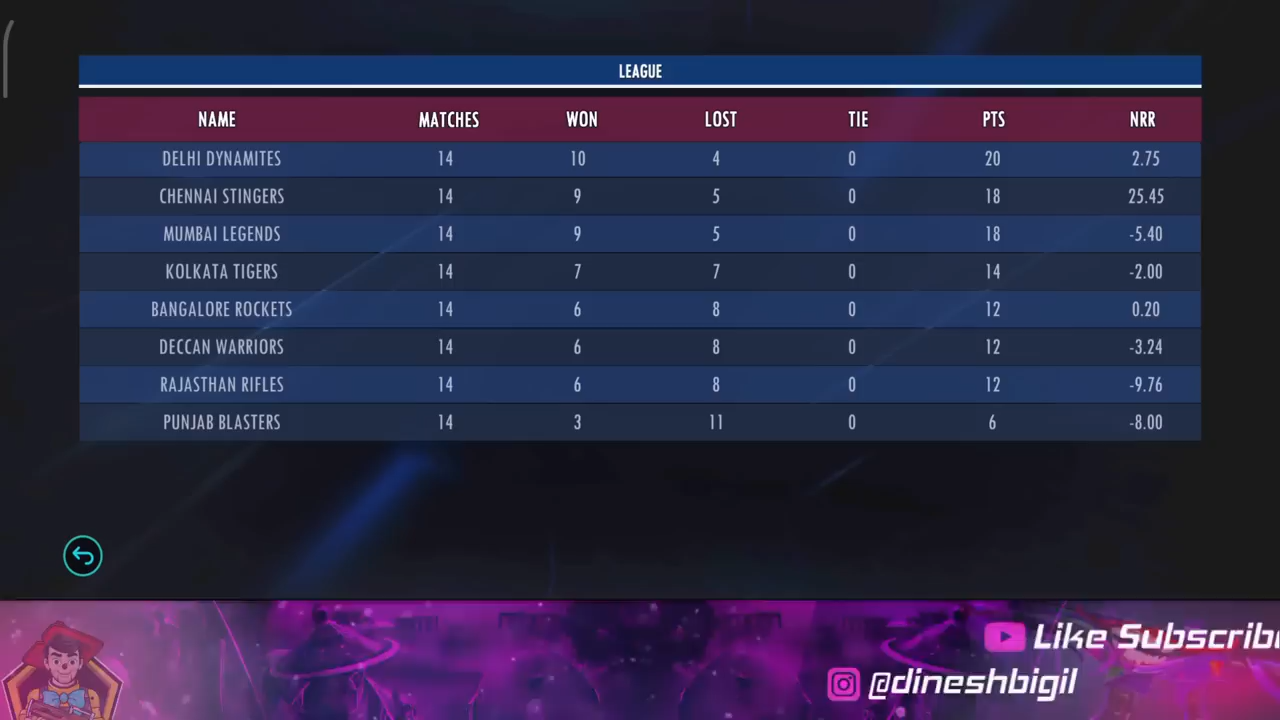 LEAGUE
NAME MATCHES WON LOST TIE PTS NRR
DELHI DYNAMITES 14 10 4 0 20 2.75
CHENNAI STINGERS 14 9 5 0 18 25.45
MUMBAI LEGENDS 14 9 5 0 18 -5.40
KOLKATA TIGERS 14 7 7 0 14 -2.00
BANGALORE ROCKETS 14 6 8 0 12 0.20
DECCAN WARRIORS 14 6 8 0 12 -3.24
RAJASTHAN RIFLES 14 6 8 0 12 -9.76
PUNJAB BLASTERS 14 3 11 0 6 -8.00
Like Subscribe
@dineshbigil